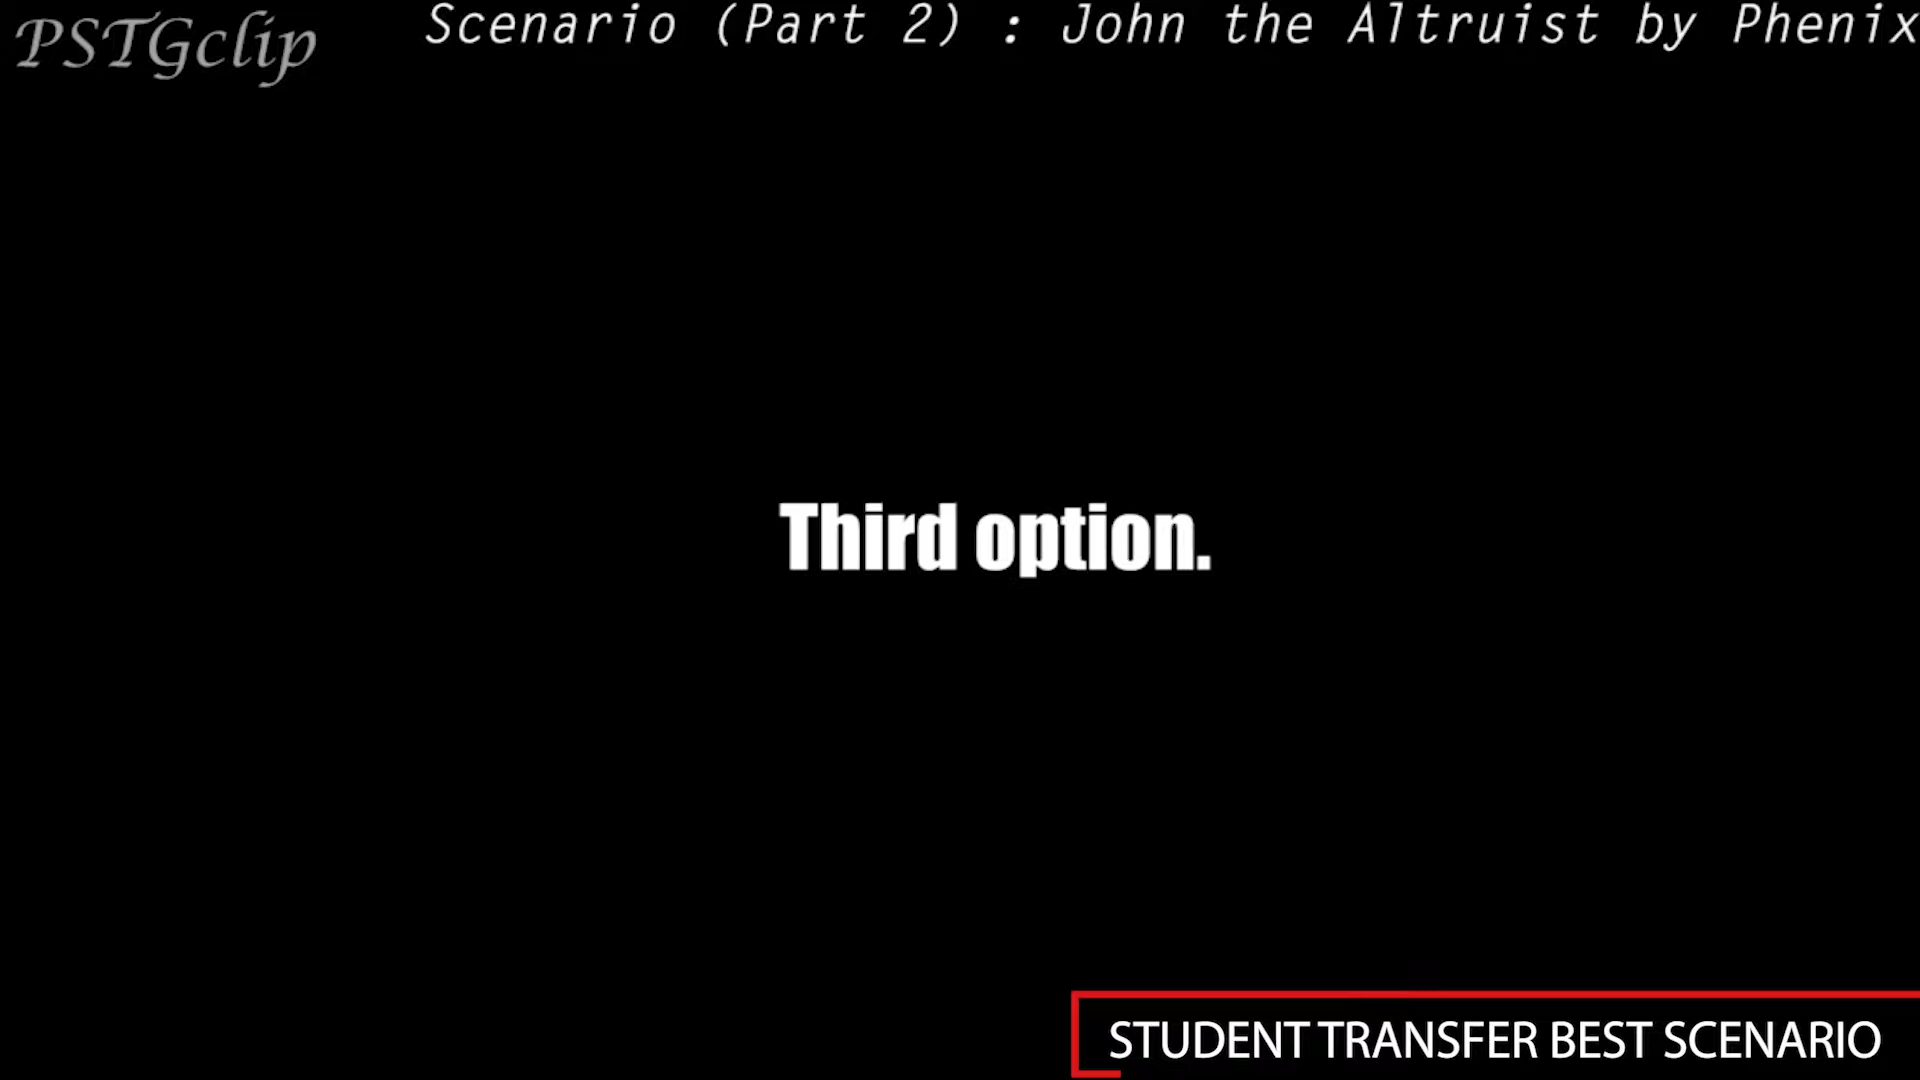 PSTGclip
Scenario (Part 2) : John the Altruist by Phenix
Third option.
STUDENT TRANSFER BEST SCENARIO